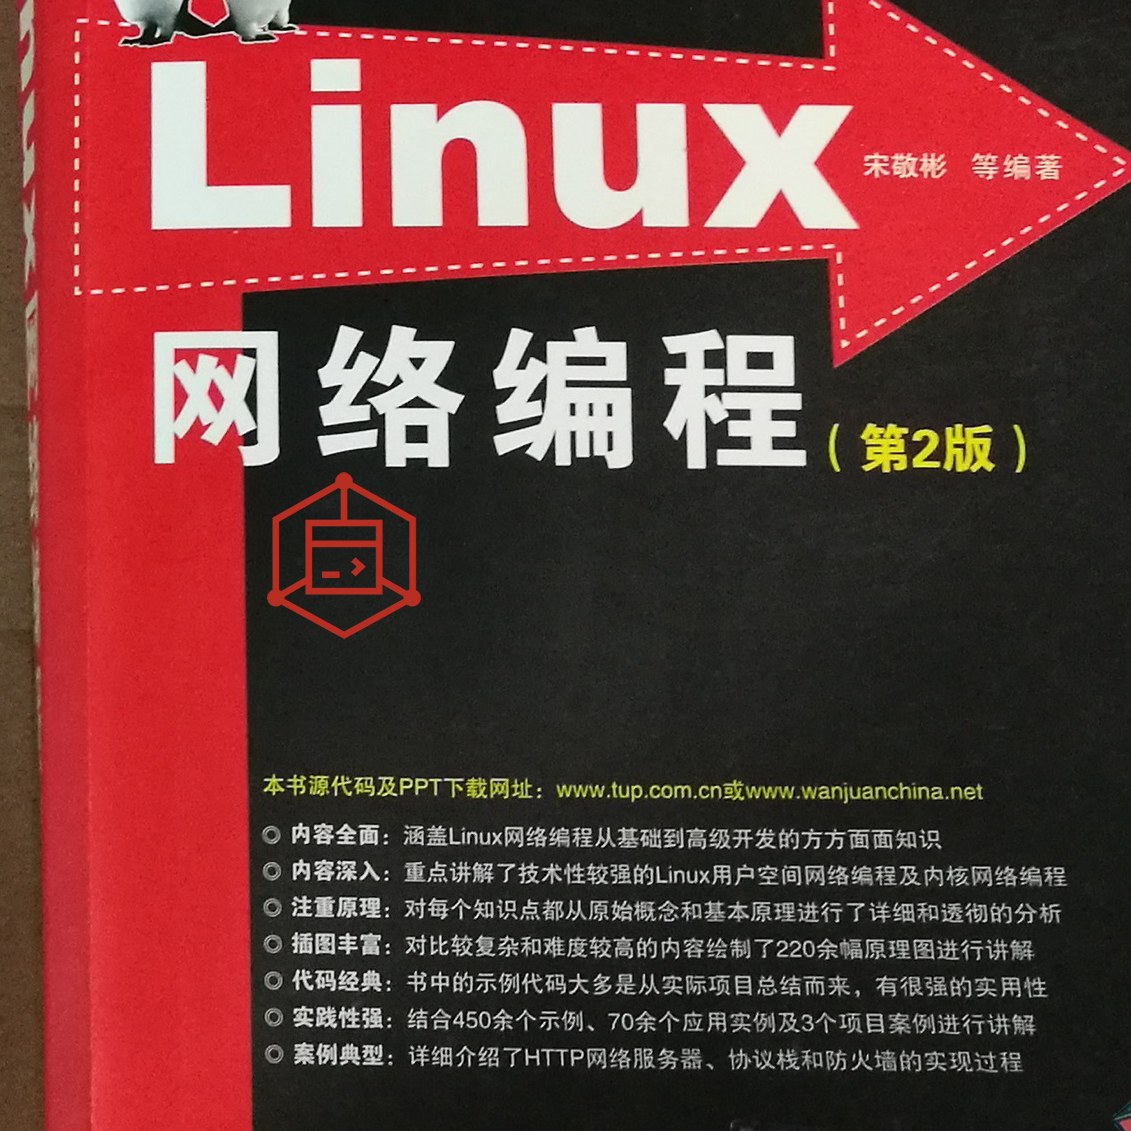 Linux
宋敬彬 等编著
网络编程
（第2版）
本书源代码及PPT下载网址：www.tup.com.cn或www.wanjuanchina.net
◎ 内容全面：涵盖Linux网络编程从基础到高级开发的方方面面知识
◎ 内容深入：重点讲解了技术性较强的Linux用户空间网络编程及内核网络编程
◎ 注重原理：对每个知识点都从原始概念和基本原理进行了详细和透彻的分析
◎ 插图丰富：对比较复杂和难度较高的内容绘制了220余幅原理图进行讲解
◎ 代码经典：书中的示例代码大多是从实际项目总结而来，有很强的实用性
◎ 实践性强：结合450余个示例、70余个应用实例及3个项目案例进行讲解
◎ 案例典型：详细介绍了HTTP网络服务器、协议栈和防火墙的实现过程